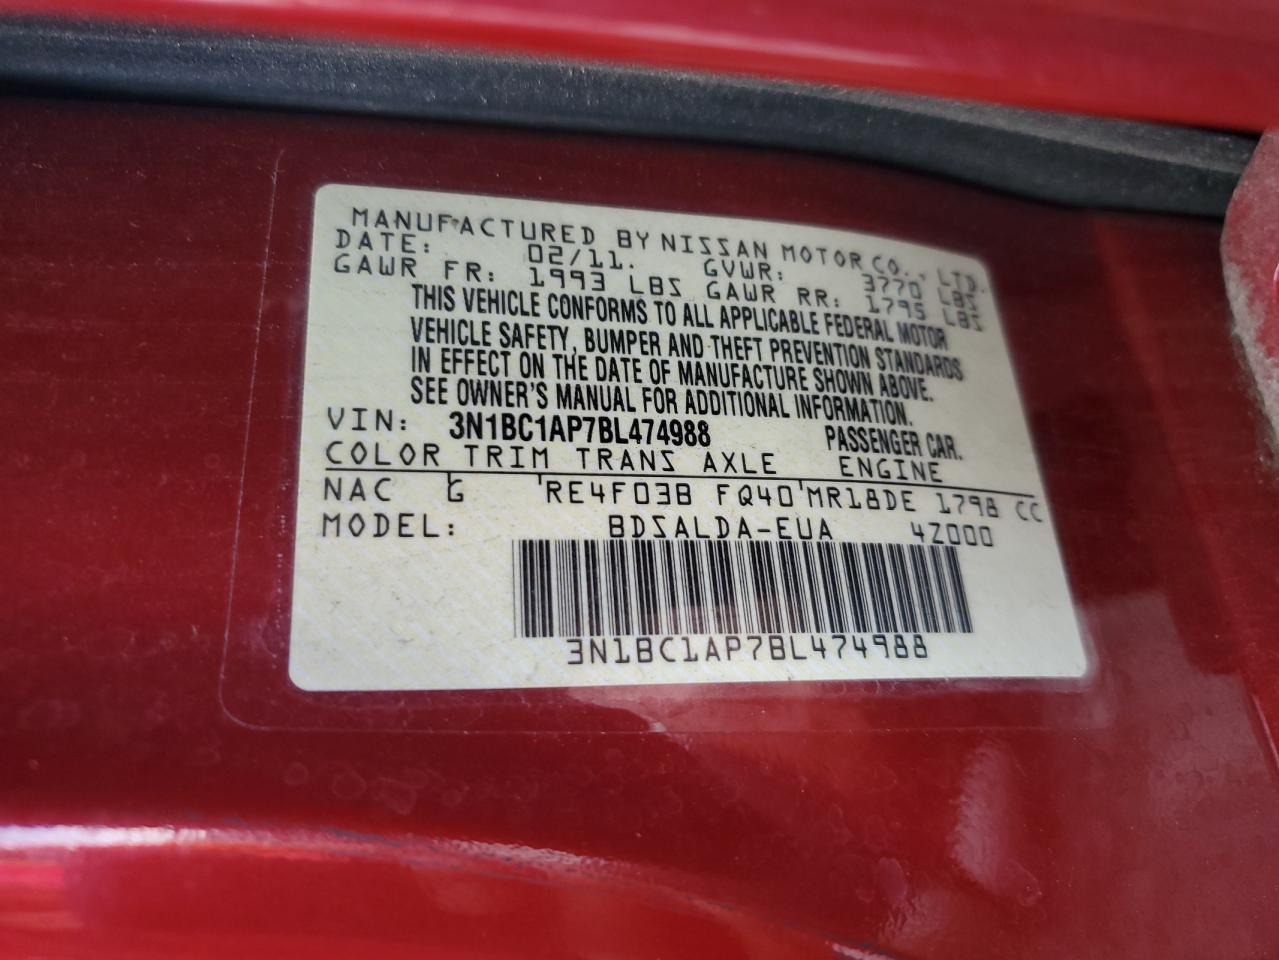 MANUFACTURED BY NISSAN MOTOR CO., LTD.
DATE: 02/11. GVWR: 3770 LBS
GAWR FR: 1993 LBS GAWR RR: 1795 LBS
THIS VEHICLE CONFORMS TO ALL APPLICABLE FEDERAL MOTOR
VEHICLE SAFETY, BUMPER AND THEFT PREVENTION STANDARDS
IN EFFECT ON THE DATE OF MANUFACTURE SHOWN ABOVE.
SEE OWNER'S MANUAL FOR ADDITIONAL INFORMATION.
VIN: 3N1BC1AP7BL474988 PASSENGER CAR.
COLOR TRIM TRANS AXLE ENGINE
NAC G RE4F03B FQ40 MR18DE 1798 CC
MODEL: BDSALDA-EUA 4Z000
3N1BC1AP7BL474988